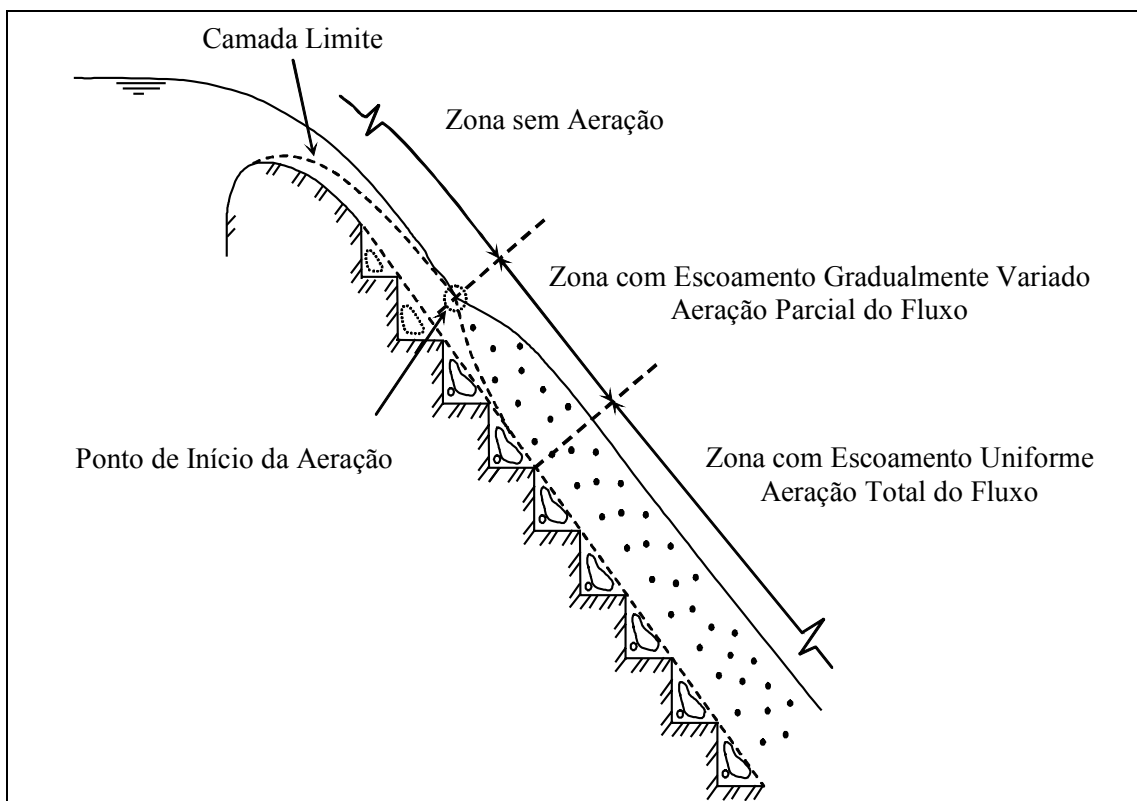 Camada Limite
Zona sem Aeração
Zona com Escoamento Gradualmente Variado
Aeração Parcial do Fluxo
Ponto de Início da Aeração
Zona com Escoamento Uniforme
Aeração Total do Fluxo